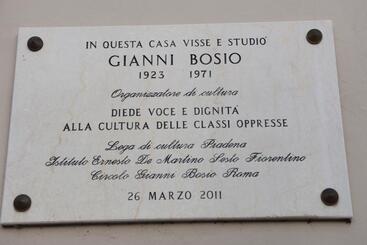 IN QUESTA CASA VISSE E STUDIO'
GIANNI BOSIO
1923 1971
Organizzatore di cultura
DIEDE VOCE E DIGNITA'
ALLA CULTURA DELLE CLASSI OPPRESSE
Lega di cultura Piadena
Istituto Ernesto De Martino Sesto Fiorentino
Circolo Gianni Bosio Roma
26 MARZO 2011